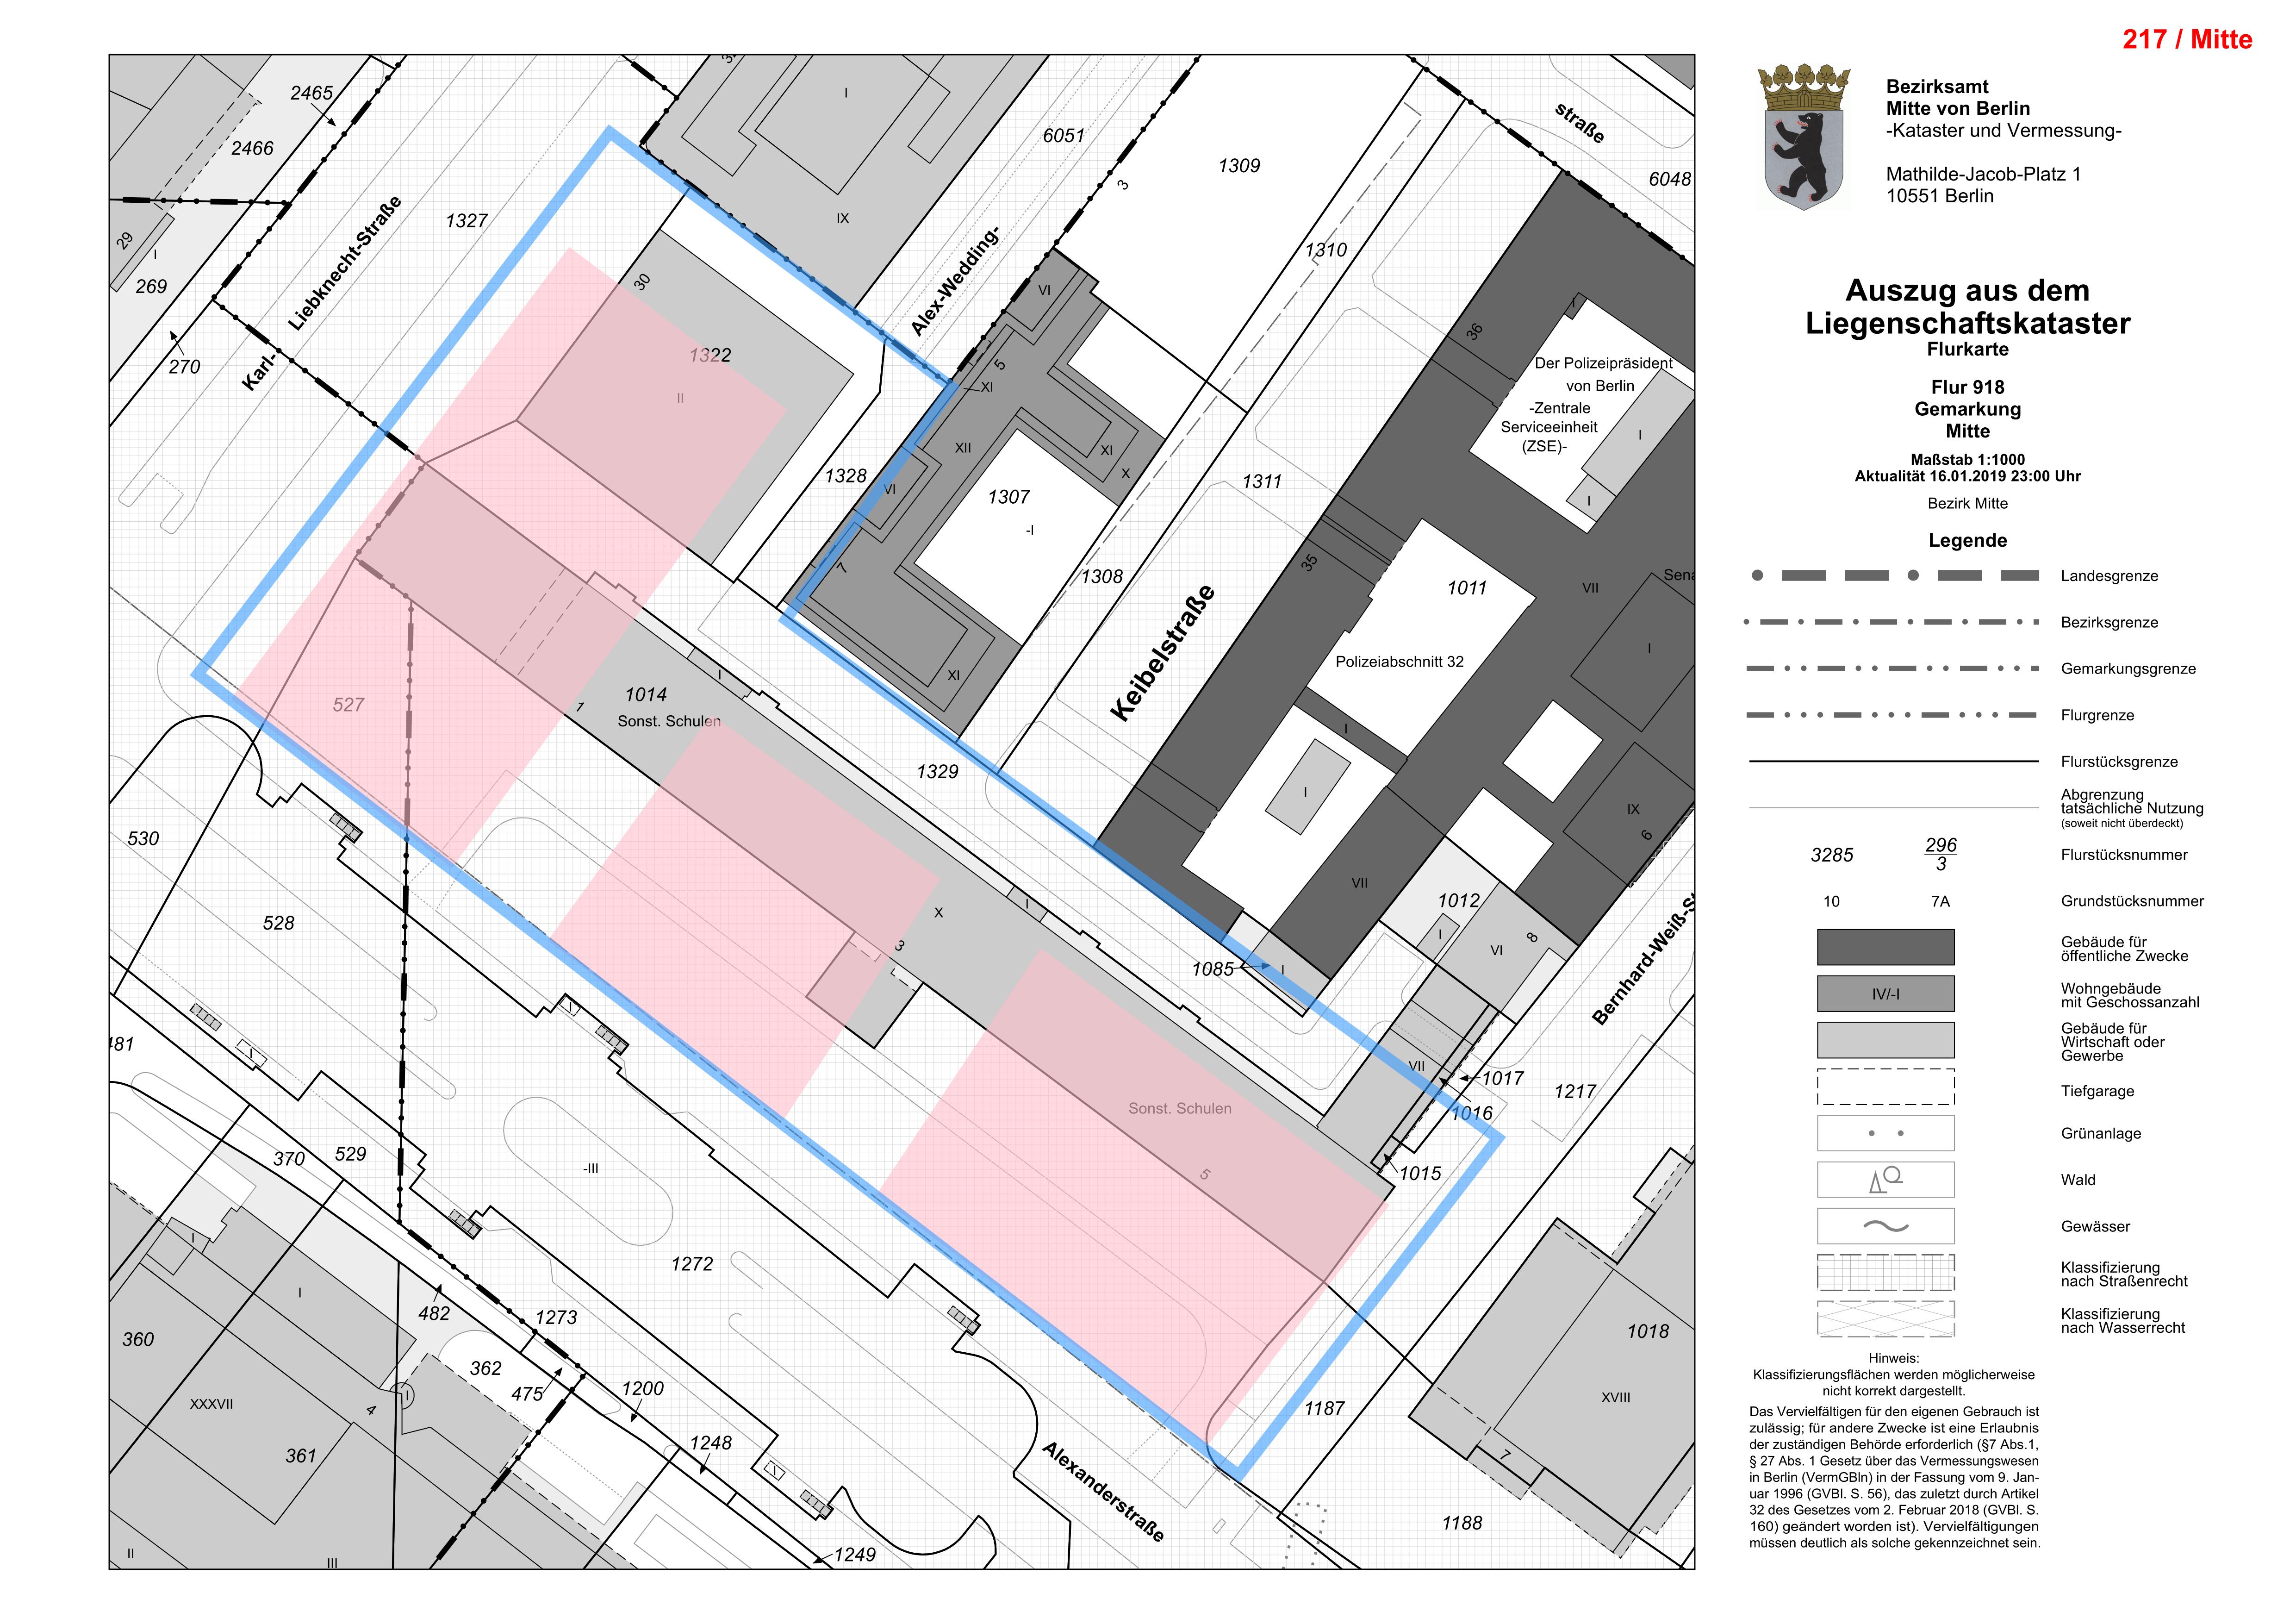 217 / Mitte
Bezirksamt
Mitte von Berlin
-Kataster und Vermessung-
Mathilde-Jacob-Platz 1
10551 Berlin
Auszug aus dem
Liegenschaftskataster
Flurkarte
Flur 918
Gemarkung
Mitte
Maßstab 1:1000
Aktualität 16.01.2019 23:00 Uhr
Bezirk Mitte
Legende
Landesgrenze
Bezirksgrenze
Gemarkungsgrenze
Flurgrenze
Flurstücksgrenze
Abgrenzung
tatsächliche Nutzung
(soweit nicht überdeckt)
3285 296/3 Flurstücksnummer
10 7A Grundstücksnummer
Gebäude für
öffentliche Zwecke
IV/-I Wohngebäude
mit Geschossanzahl
Gebäude für
Wirtschaft oder
Gewerbe
Tiefgarage
Grünanlage
Wald
Gewässer
Klassifizierung
nach Straßenrecht
Klassifizierung
nach Wasserrecht
Hinweis:
Klassifizierungsflächen werden möglicherweise
nicht korrekt dargestellt.
Das Vervielfältigen für den eigenen Gebrauch ist
zulässig; für andere Zwecke ist eine Erlaubnis
der zuständigen Behörde erforderlich (§7 Abs.1,
§ 27 Abs. 1 Gesetz über das Vermessungswesen
in Berlin (VermGBln) in der Fassung vom 9. Jan-
uar 1996 (GVBl. S. 56), das zuletzt durch Artikel
32 des Gesetzes vom 2. Februar 2018 (GVBl. S.
160) geändert worden ist). Vervielfältigungen
müssen deutlich als solche gekennzeichnet sein.
2465
2466
29
I
269
270
Karl-
Liebknecht-Straße
1327
I
IX
6051
Alex-Wedding-
3
1309
1310
straße
6048
30
1322
II
1328
VI
5
XI
XII
XI
X
VI
1307
-I
7
XI
1308
1311
Keibelstraße
36
35
Der Polizeipräsident
von Berlin
-Zentrale
Serviceeinheit
(ZSE)-
I
I
I
1011
VII
Sena
I
Polizeiabschnitt 32
I
I
VII
IX
6
1012
I
VI
8
Bernhard-Weiß-S
1085
I
VII
1017
1016
1015
1217
527
1014
Sonst. Schulen
1
I
1329
X
3
I
Sonst. Schulen
5
530
528
481
370
529
-III
1272
482
1273
I
I
360
XXXVII
4
I
361
362
475
1200
1248
1249
II
III
Alexanderstraße
1187
1188
1018
XVIII
7